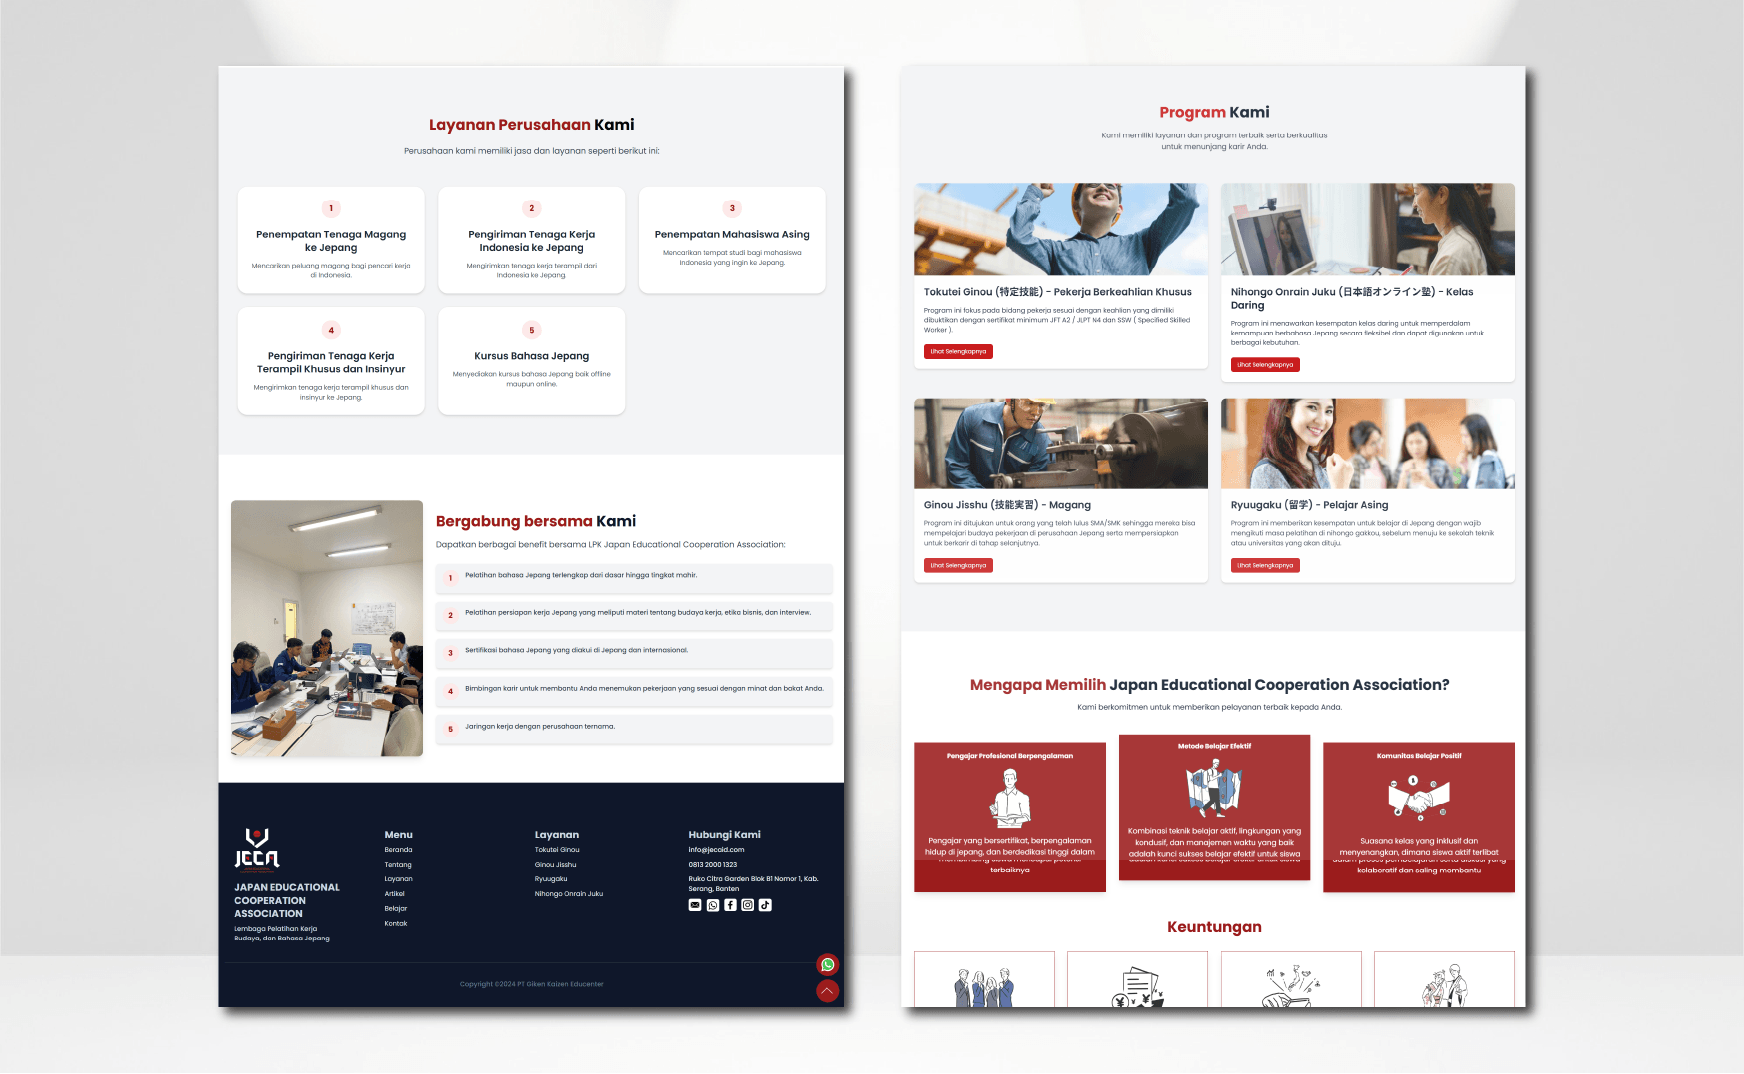 Layanan Perusahaan Kami
Perusahaan kami memiliki jasa dan layanan seperti berikut ini:
1
Penempatan Tenaga Magang
ke Jepang
Mencarikan peluang magang bagi pencari kerja
di Indonesia.
2
Pengiriman Tenaga Kerja
Indonesia ke Jepang
Mengirimkan tenaga kerja terampil dari
Indonesia ke Jepang.
3
Penempatan Mahasiswa Asing
Mencarikan tempat studi bagi mahasiswa
Indonesia yang ingin ke Jepang.
4
Pengiriman Tenaga Kerja
Terampil Khusus dan Insinyur
Mengirimkan tenaga kerja terampil khusus dan
insinyur ke Jepang.
5
Kursus Bahasa Jepang
Menyediakan kursus bahasa Jepang baik offline
maupun online.
Bergabung bersama Kami
Dapatkan berbagai benefit bersama LPK Japan Educational Cooperation Association:
1 Pelatihan bahasa Jepang terlengkap dari dasar hingga tingkat mahir.
2 Pelatihan persiapan kerja Jepang yang meliputi materi tentang budaya kerja, etika bisnis, dan interview.
3 Sertifikasi bahasa Jepang yang diakui di Jepang dan internasional.
4 Bimbingan karir untuk membantu Anda menemukan pekerjaan yang sesuai dengan minat dan bakat Anda.
5 Jaringan kerja dengan perusahaan ternama.
JECA
JAPAN EDUCATIONAL
COOPERATION
ASSOCIATION
Lembaga Pelatihan Kerja
Budaya, dan Bahasa Jepang
Menu
Beranda
Tentang
Layanan
Artikel
Belajar
Kontak
Layanan
Tokutei Ginou
Ginou Jisshu
Ryuugaku
Nihongo Onrain Juku
Hubungi Kami
info@jecaid.com
0813 2000 1323
Ruko Citra Garden Blok B1 Nomor 1, Kab.
Serang, Banten
Copyright ©2024 PT Giken Kaizen Educenter
Program Kami
Kami memiliki layanan dan program terbaik serta berkualitas
untuk menunjang karir Anda.
Tokutei Ginou (特定技能) - Pekerja Berkeahlian Khusus
Program ini fokus pada bidang pekerja sesuai dengan keahlian yang dimiliki
dibuktikan dengan sertifikat minimum JFT A2 / JLPT N4 dan SSW ( Specified Skilled
Worker ).
Lihat Selengkapnya
Nihongo Onrain Juku (日本語オンライン塾) - Kelas
Daring
Program ini menawarkan kesempatan kelas daring untuk memperdalam
kemampuan berbahasa Jepang secara fleksibel dan dapat digunakan untuk
berbagai kebutuhan.
Lihat Selengkapnya
Ginou Jisshu (技能実習) - Magang
Program ini ditujukan untuk orang yang telah lulus SMA/SMK sehingga mereka bisa
mempelajari budaya pekerjaan di perusahaan Jepang serta mempersiapkan
untuk berkarir di tahap selanjutnya.
Lihat Selengkapnya
Ryuugaku (留学) - Pelajar Asing
Program ini memberikan kesempatan untuk belajar di Jepang dengan wajib
mengikuti masa pelatihan di nihongo gakkou, sebelum menuju ke sekolah teknik
atau universitas yang akan dituju.
Lihat Selengkapnya
Mengapa Memilih Japan Educational Cooperation Association?
Kami berkomitmen untuk memberikan pelayanan terbaik kepada Anda.
Pengajar Profesional Berpengalaman
Pengajar yang bersertifikat, berpengalaman
hidup di jepang, dan berdedikasi tinggi dalam
membimbing siswa mencapai potensi
terbaiknya
Metode Belajar Efektif
Kombinasi teknik belajar aktif, lingkungan yang
kondusif, dan manajemen waktu yang baik
adalah kunci sukses belajar efektif untuk siswa
Komunitas Belajar Positif
Suasana kelas yang inklusif dan
menyenangkan, dimana siswa aktif terlibat
dalam proses pembelajaran serta diskusi yang
kolaboratif dan saling membantu
Keuntungan